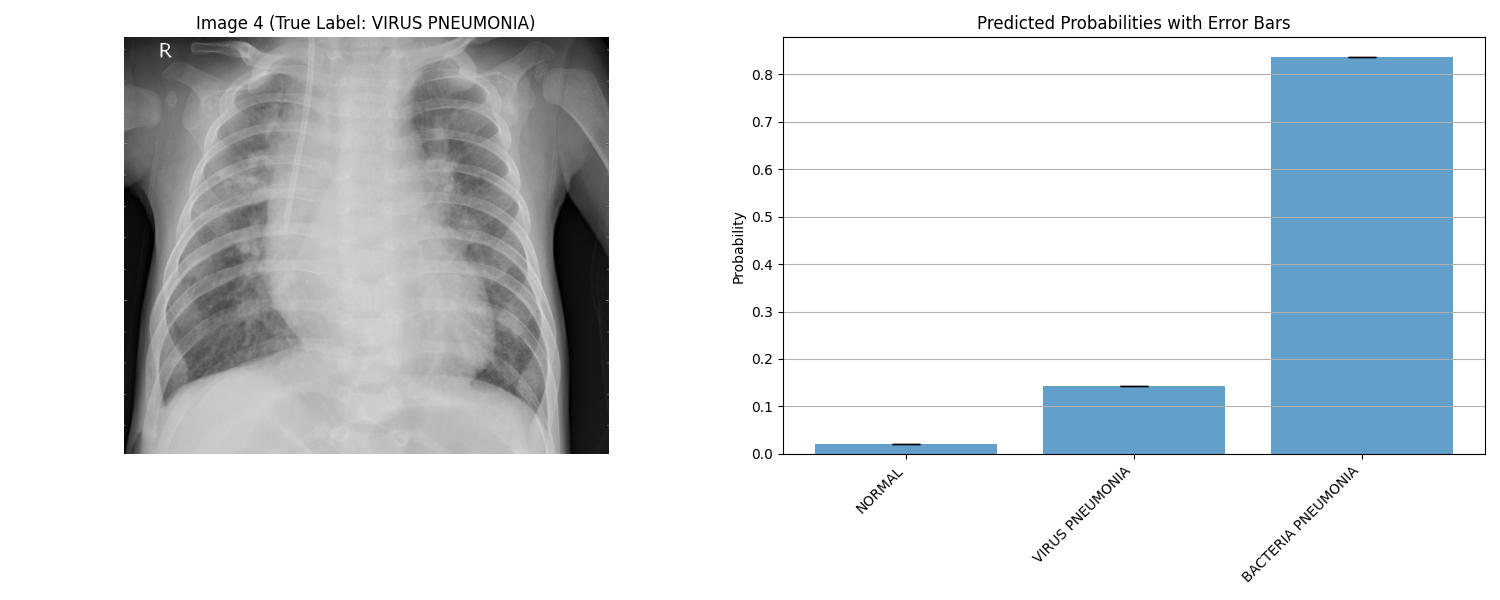 Image 4 (True Label: VIRUS PNEUMONIA)
R
Predicted Probabilities with Error Bars
Probability
0.8
0.7
0.6
0.5
0.4
0.3
0.2
0.1
0.0
NORMAL
VIRUS PNEUMONIA
BACTERIA PNEUMONIA